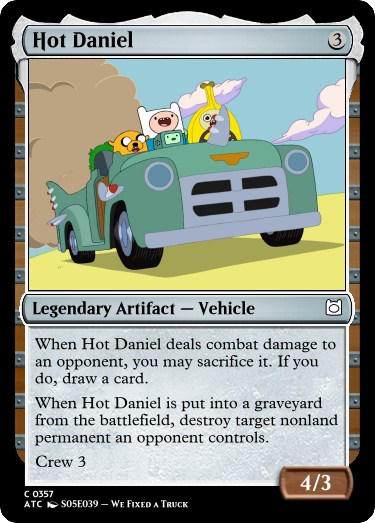 Hot Daniel 3
Legendary Artifact — Vehicle
When Hot Daniel deals combat damage to
an opponent, you may sacrifice it. If you
do, draw a card.
When Hot Daniel is put into a graveyard
from the battlefield, destroy target nonland
permanent an opponent controls.
Crew 3
4/3
C 0357
ATC S05E039 — We Fixed a Truck